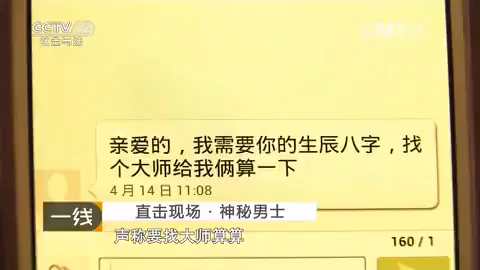 CCTV 12
社会与法
亲爱的，我需要你的生辰八字，找
个大师给我俩算一下
4月14日 11:08
一线
直击现场·神秘男士
声称要找大师算算
160 / 1